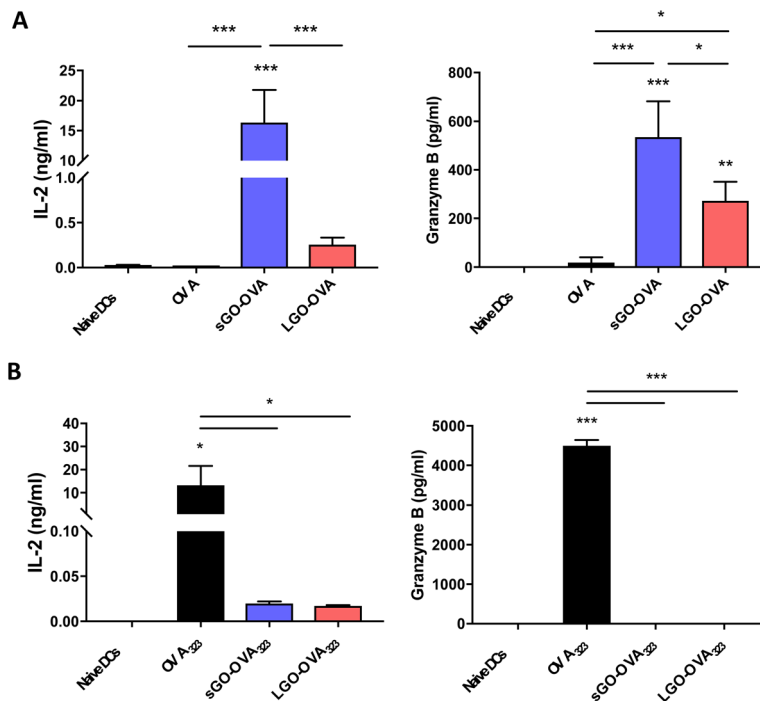 A
***
***
*
***
*
IL-2 (ng/ml)
25
20
15
10
1.0
0.5
0.0
***
Naive DCs
OVA
sGO-OVA
LGO-OVA
Granzyme B (pg/ml)
800
600
400
200
0
***
**
Naive DCs
OVA
sGO-OVA
LGO-OVA
B
*
***
IL-2 (ng/ml)
40
30
20
10
0.10
0.05
0.00
*
Naive DCs
OVA323
sGO-OVA323
LGO-OVA323
Granzyme B (pg/ml)
5000
4000
3000
2000
1000
0
***
Naive DCs
OVA323
sGO-OVA323
LGO-OVA323